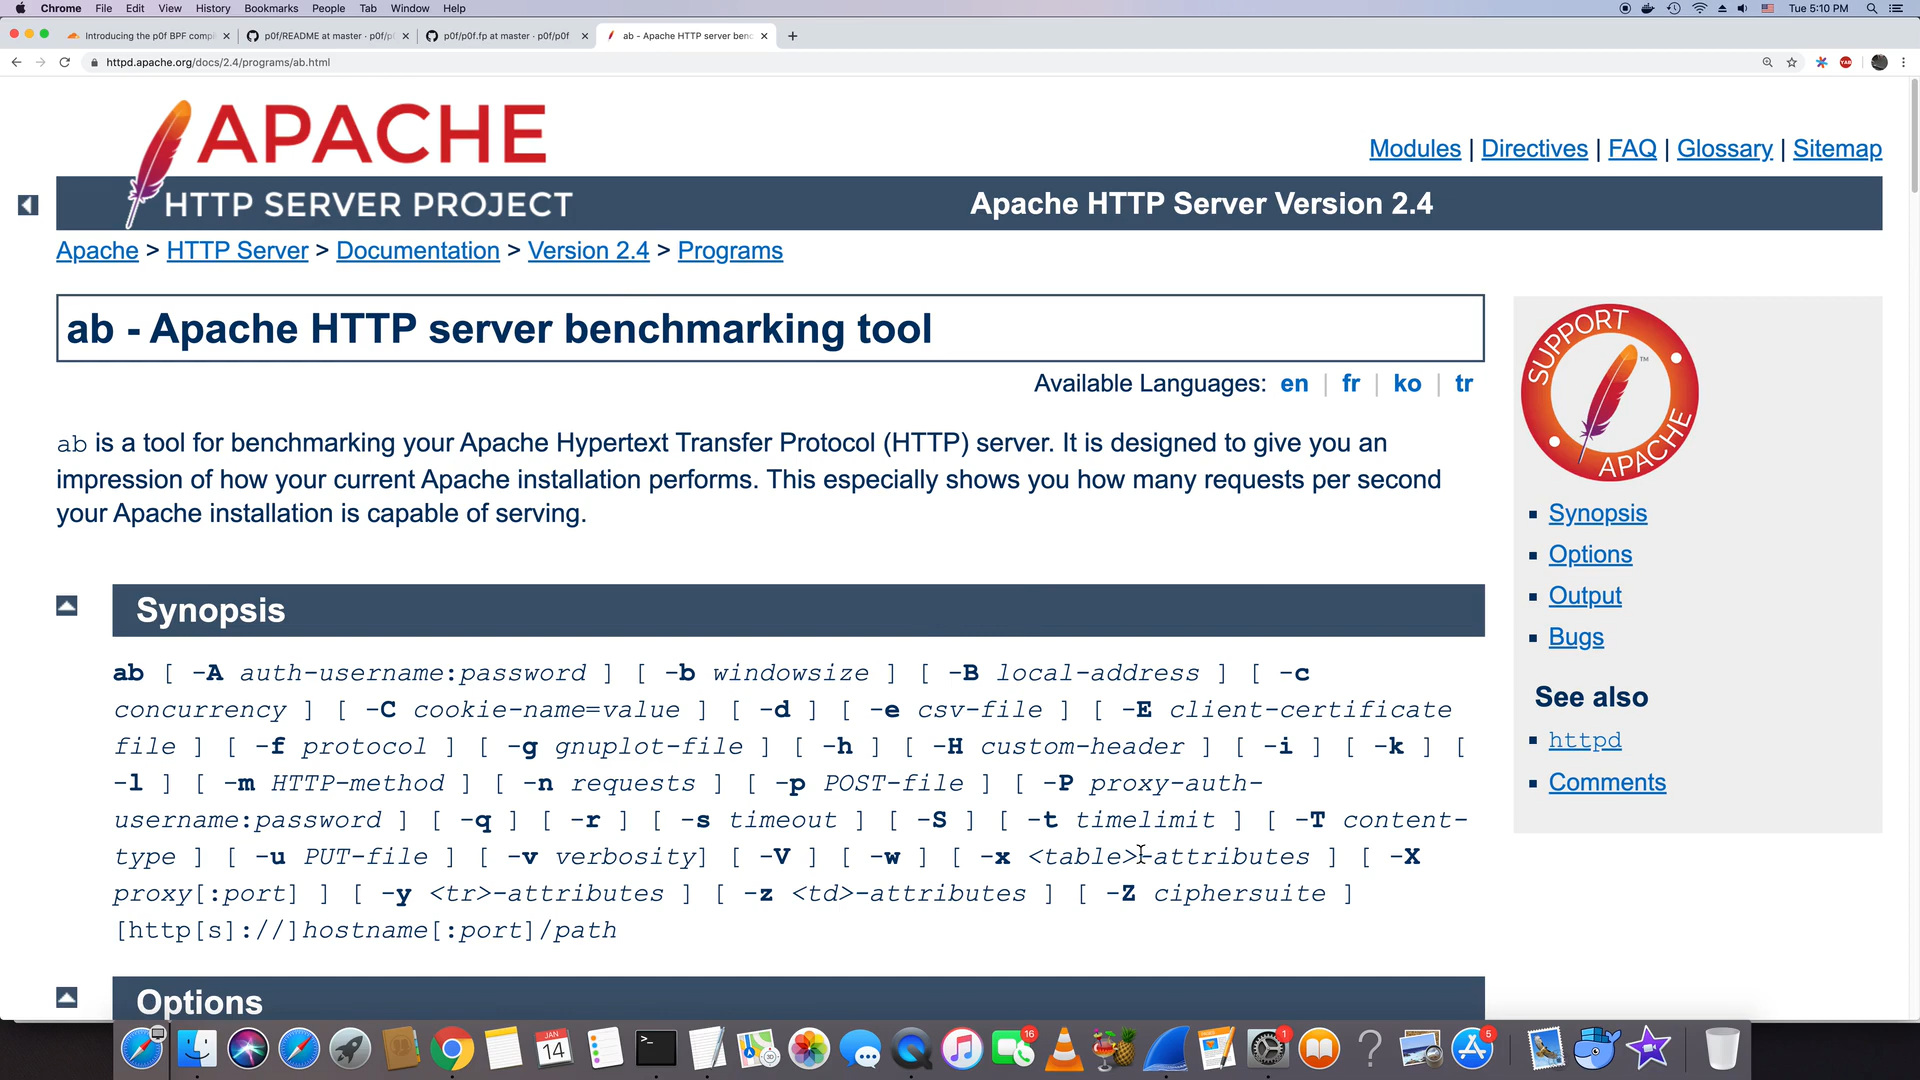 Chrome File Edit View History Bookmarks People Tab Window Help
Tue 5:10 PM
Introducing the p0f BPF compi
p0f/README at master · p0f/p
p0f/p0f.fp at master · p0f/p0f
ab - Apache HTTP server benc
httpd.apache.org/docs/2.4/programs/ab.html
APACHE
HTTP SERVER PROJECT
Modules | Directives | FAQ | Glossary | Sitemap
Apache HTTP Server Version 2.4
Apache > HTTP Server > Documentation > Version 2.4 > Programs
ab - Apache HTTP server benchmarking tool
Available Languages: en | fr | ko | tr
ab is a tool for benchmarking your Apache Hypertext Transfer Protocol (HTTP) server. It is designed to give you an
impression of how your current Apache installation performs. This especially shows you how many requests per second
your Apache installation is capable of serving.
Synopsis
ab [ -A auth-username:password ] [ -b windowsize ] [ -B local-address ] [ -c
concurrency ] [ -C cookie-name=value ] [ -d ] [ -e csv-file ] [ -E client-certificate
file ] [ -f protocol ] [ -g gnuplot-file ] [ -h ] [ -H custom-header ] [ -i ] [ -k ] [
-l ] [ -m HTTP-method ] [ -n requests ] [ -p POST-file ] [ -P proxy-auth-
username:password ] [ -q ] [ -r ] [ -s timeout ] [ -S ] [ -t timelimit ] [ -T content-
type ] [ -u PUT-file ] [ -v verbosity] [ -V ] [ -w ] [ -x <table>-attributes ] [ -X
proxy[:port] ] [ -y <tr>-attributes ] [ -z <td>-attributes ] [ -Z ciphersuite ]
[http[s]://]hostname[:port]/path
Options
SUPPORT
APACHE
TM
Synopsis
Options
Output
Bugs
See also
httpd
Comments
JAN
14
>_
3D
16
1
?
5